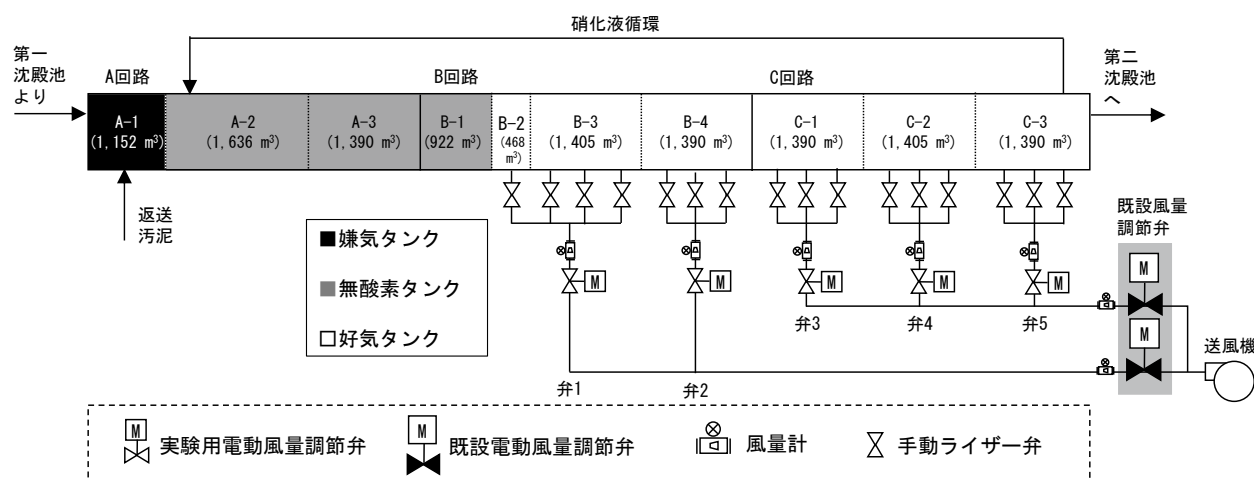 硝化液循環
第一
沈殿池
より
A回路
B回路
C回路
第二
沈殿池
へ
A-1
(1,152 m³)
A-2
(1,636 m³)
A-3
(1,390 m³)
B-1
(922 m³)
B-2
(468
m³)
B-3
(1,405 m³)
B-4
(1,390 m³)
C-1
(1,390 m³)
C-2
(1,405 m³)
C-3
(1,390 m³)
返送
汚泥
■嫌気タンク
■無酸素タンク
□好気タンク
既設風量
調節弁
M
M
M
M
M
M
M
弁3
弁4
弁5
弁1
弁2
送風機
M
実験用電動風量調節弁
M
既設電動風量調節弁
風量計
手動ライザー弁